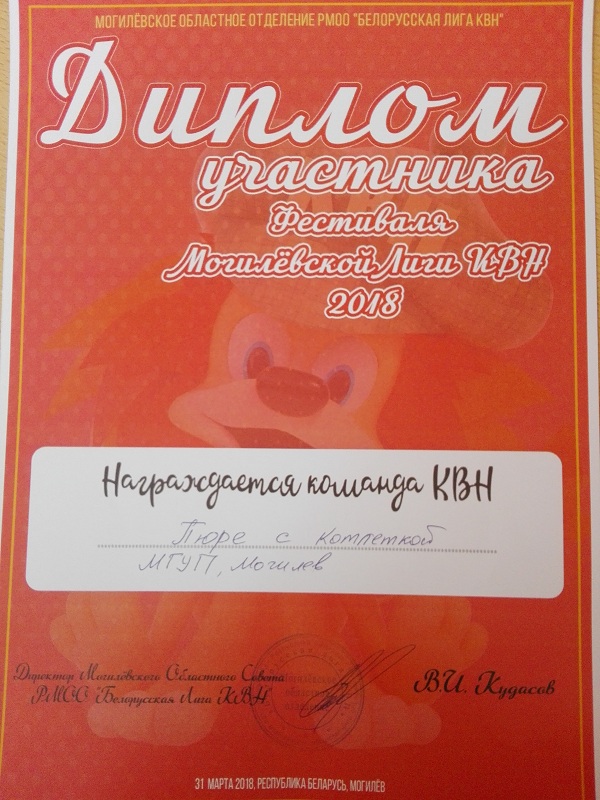 МОГИЛЁВСКОЕ ОБЛАСТНОЕ ОТДЕЛЕНИЕ РМОО "БЕЛОРУССКАЯ ЛИГА КВН"
Диплом
участника
Фестиваля
Могилёвской Лиги КВН
2018
Награждается команда КВН
Пюре с котлеткой
МГУП, Могилев
Директор Могилёвского Областного Совета
РМОО "Белорусская Лига КВН
В.И. Кудасов
31 МАРТА 2018, РЕСПУБЛИКА БЕЛАРУСЬ, МОГИЛЁВ